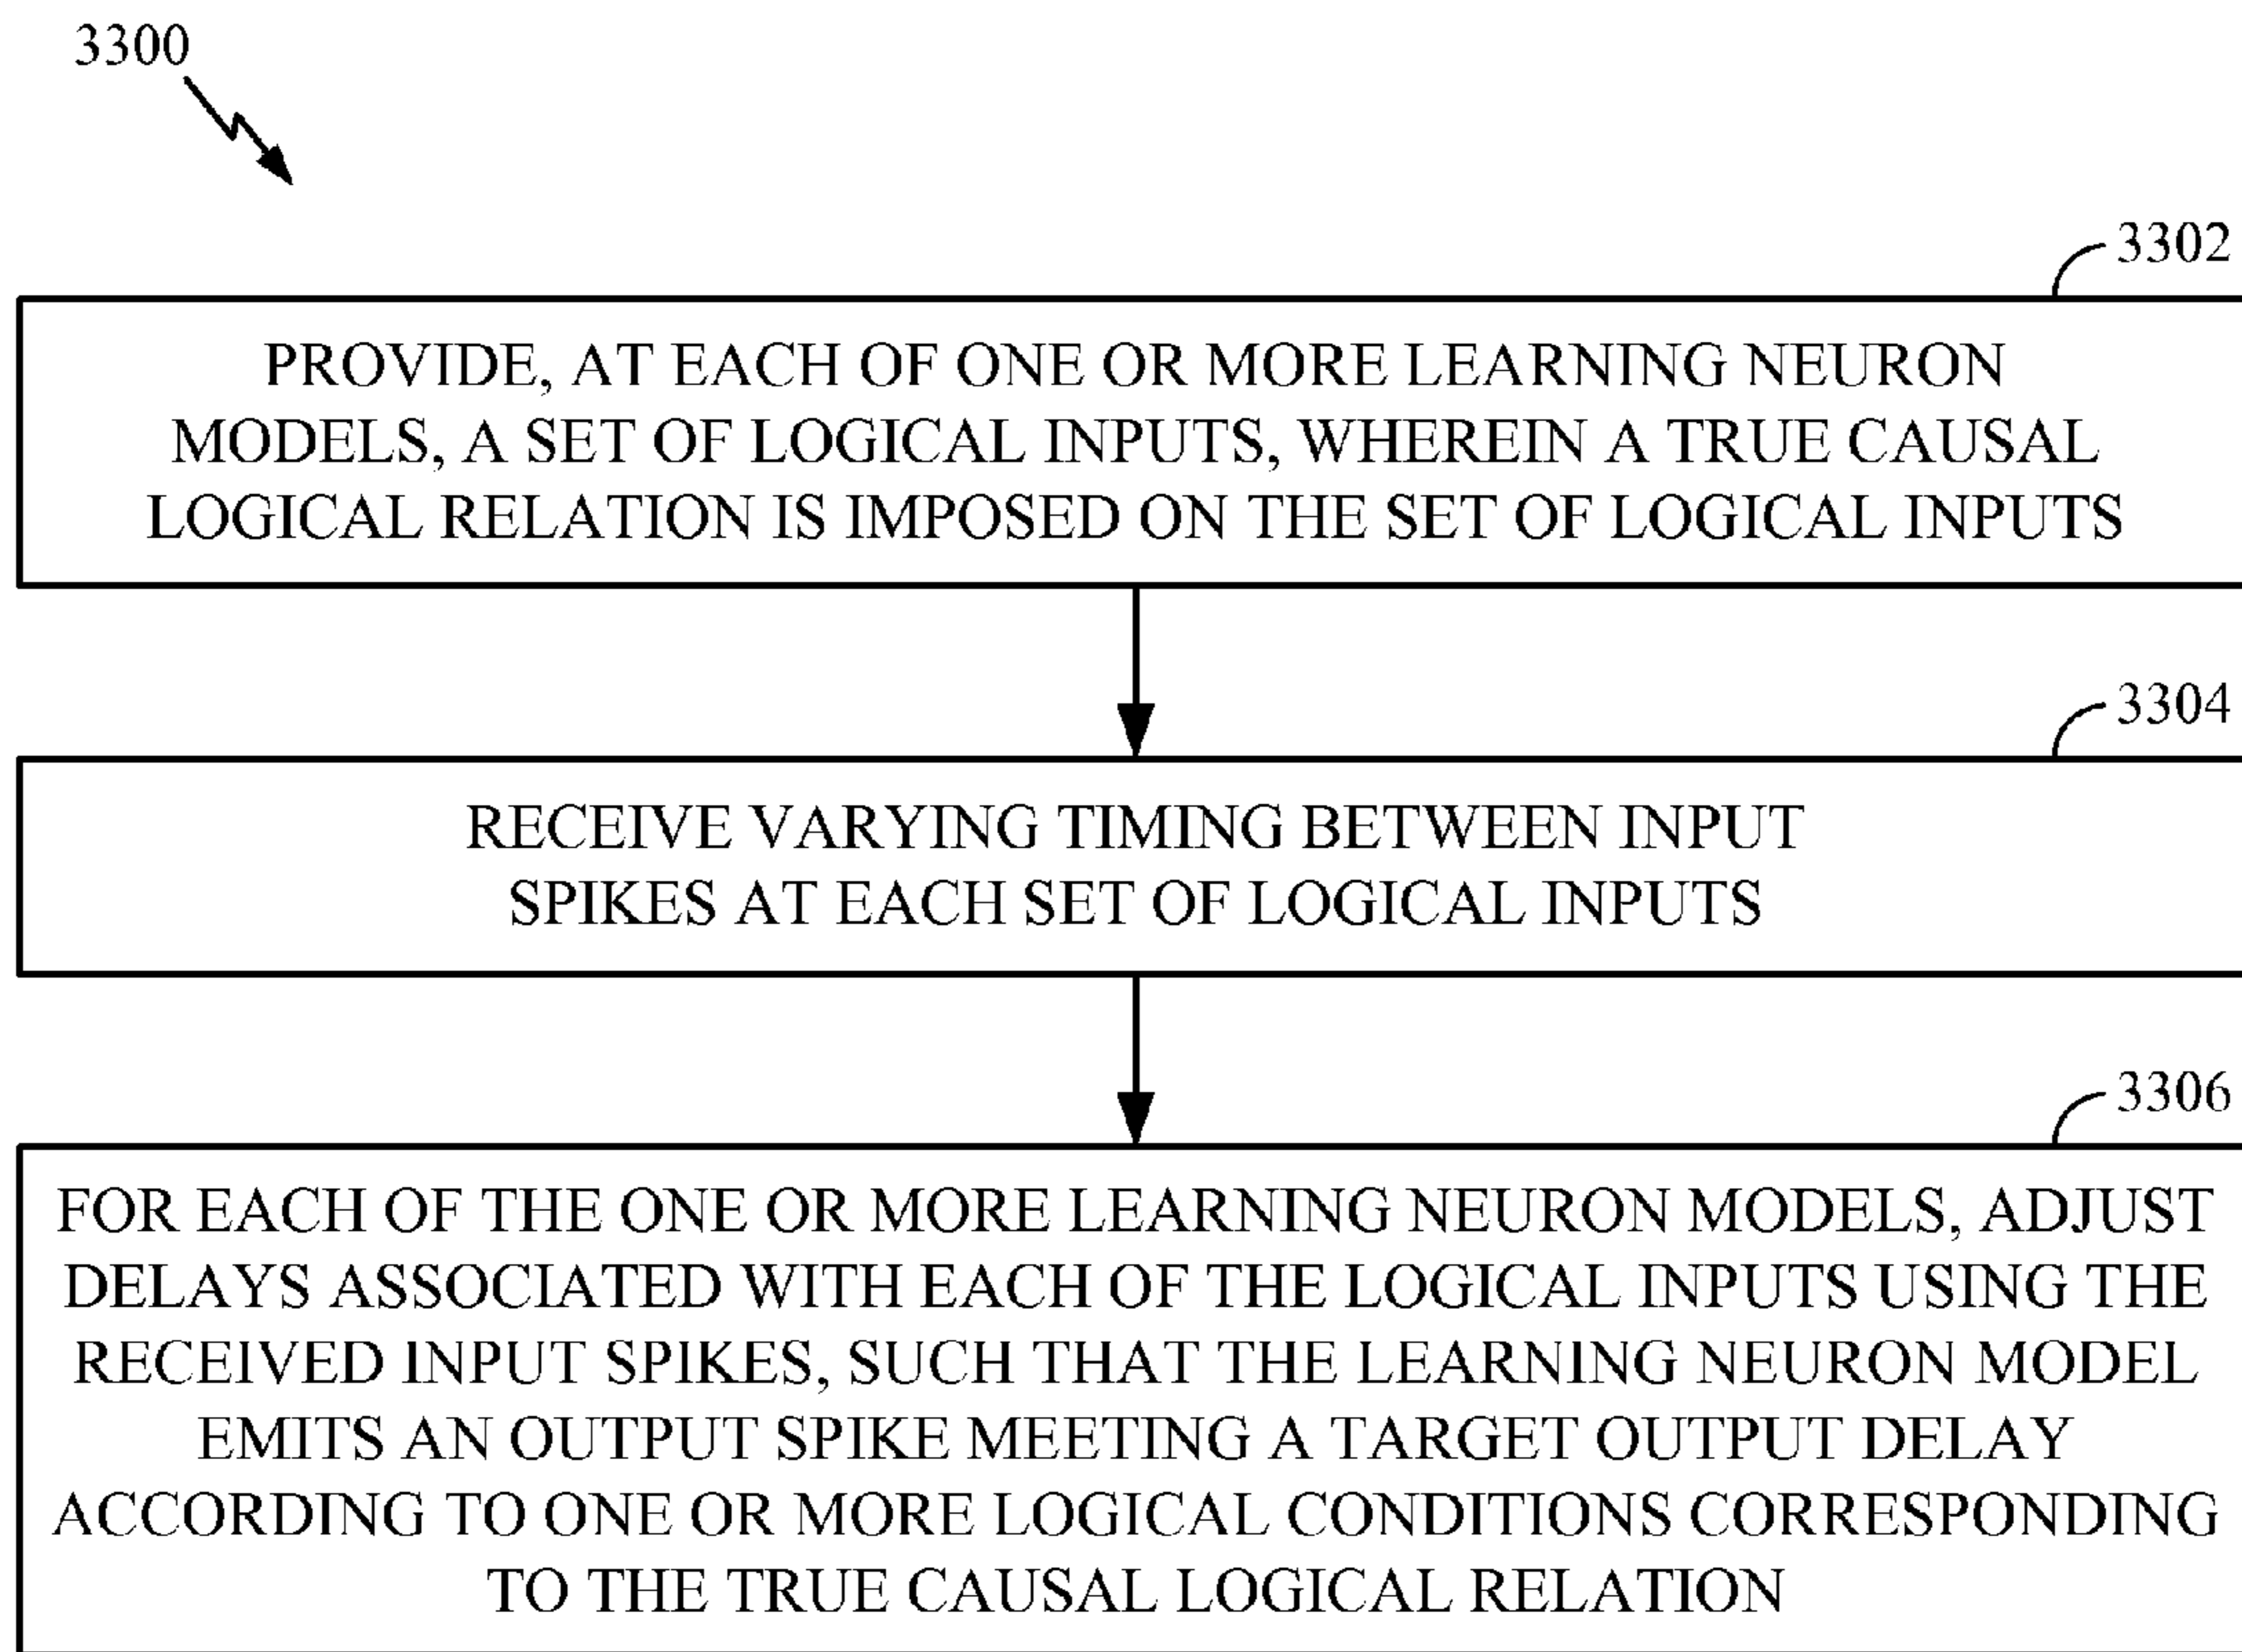 3300
3302
PROVIDE, AT EACH OF ONE OR MORE LEARNING NEURON
MODELS, A SET OF LOGICAL INPUTS, WHEREIN A TRUE CAUSAL
LOGICAL RELATION IS IMPOSED ON THE SET OF LOGICAL INPUTS
3304
RECEIVE VARYING TIMING BETWEEN INPUT
SPIKES AT EACH SET OF LOGICAL INPUTS
3306
FOR EACH OF THE ONE OR MORE LEARNING NEURON MODELS, ADJUST
DELAYS ASSOCIATED WITH EACH OF THE LOGICAL INPUTS USING THE
RECEIVED INPUT SPIKES, SUCH THAT THE LEARNING NEURON MODEL
EMITS AN OUTPUT SPIKE MEETING A TARGET OUTPUT DELAY
ACCORDING TO ONE OR MORE LOGICAL CONDITIONS CORRESPONDING
TO THE TRUE CAUSAL LOGICAL RELATION